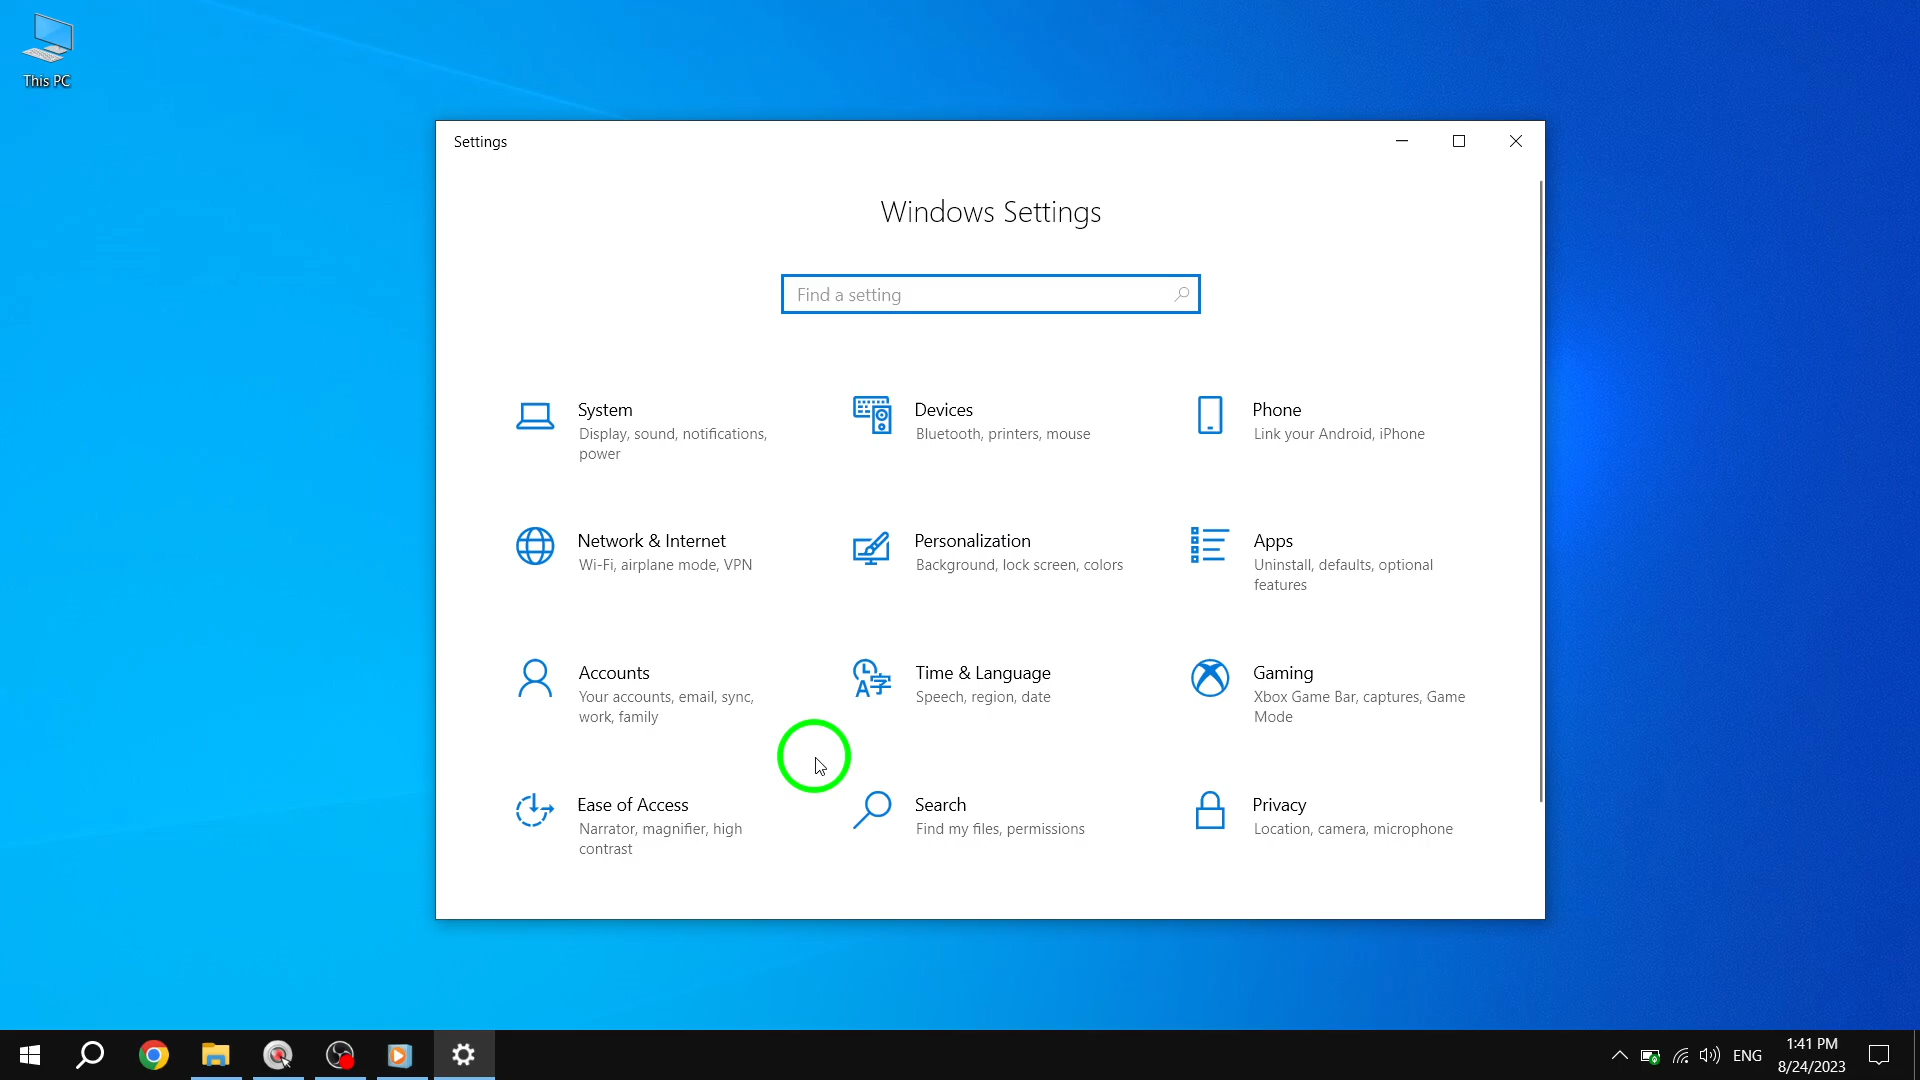 This PC
Settings
Windows Settings
Find a setting
System
Display, sound, notifications,
power
Devices
Bluetooth, printers, mouse
Phone
Link your Android, iPhone
Network & Internet
Wi-Fi, airplane mode, VPN
Personalization
Background, lock screen, colors
Apps
Uninstall, defaults, optional
features
Accounts
Your accounts, email, sync,
work, family
Time & Language
Speech, region, date
Gaming
Xbox Game Bar, captures, Game
Mode
Ease of Access
Narrator, magnifier, high
contrast
Search
Find my files, permissions
Privacy
Location, camera, microphone
ENG
1:41 PM
8/24/2023